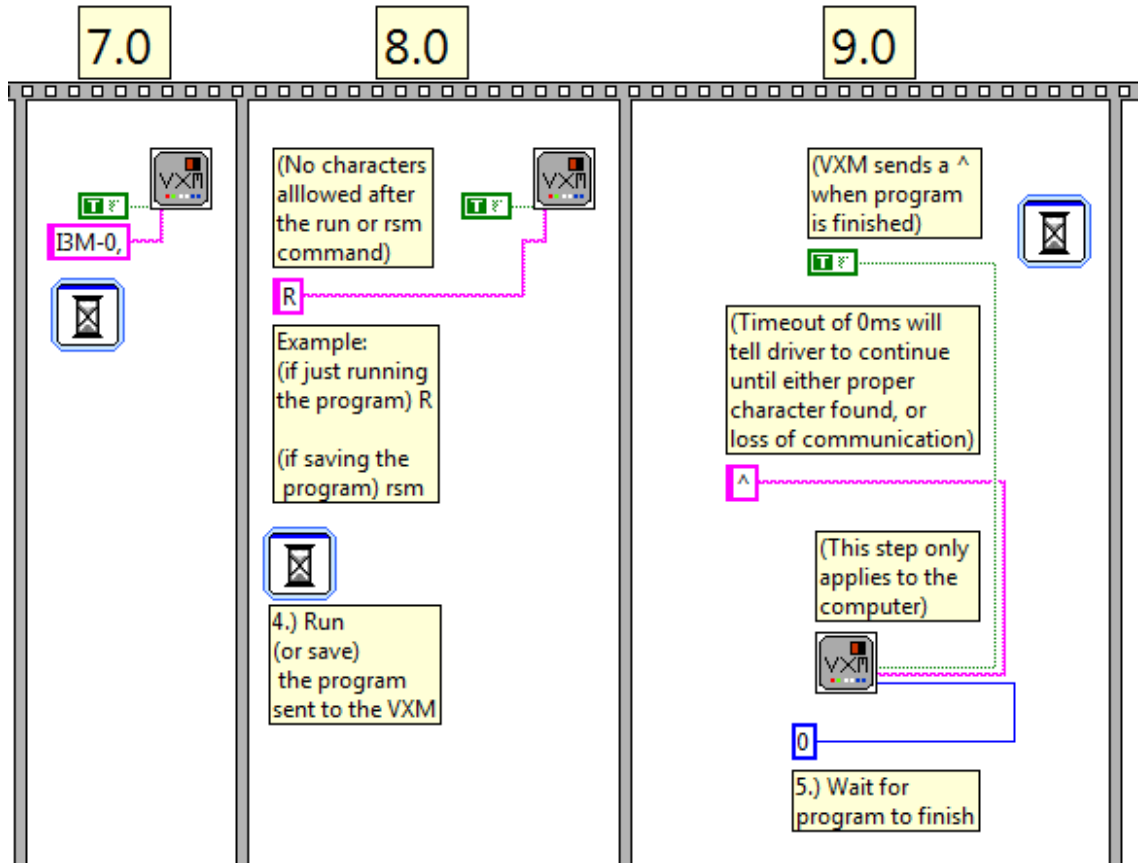 7.0
8.0
9.0
VXM
T
I3M-0,
(No characters
alllowed after
the run or rsm
command)
VXM
T
R
Example:
(if just running
the program) R
(if saving the
program) rsm
4.) Run
(or save)
the program
sent to the VXM
(VXM sends a ^
when program
is finished)
T
(Timeout of 0ms will
tell driver to continue
until either proper
character found, or
loss of communication)
^
(This step only
applies to the
computer)
VXM
0
5.) Wait for
program to finish